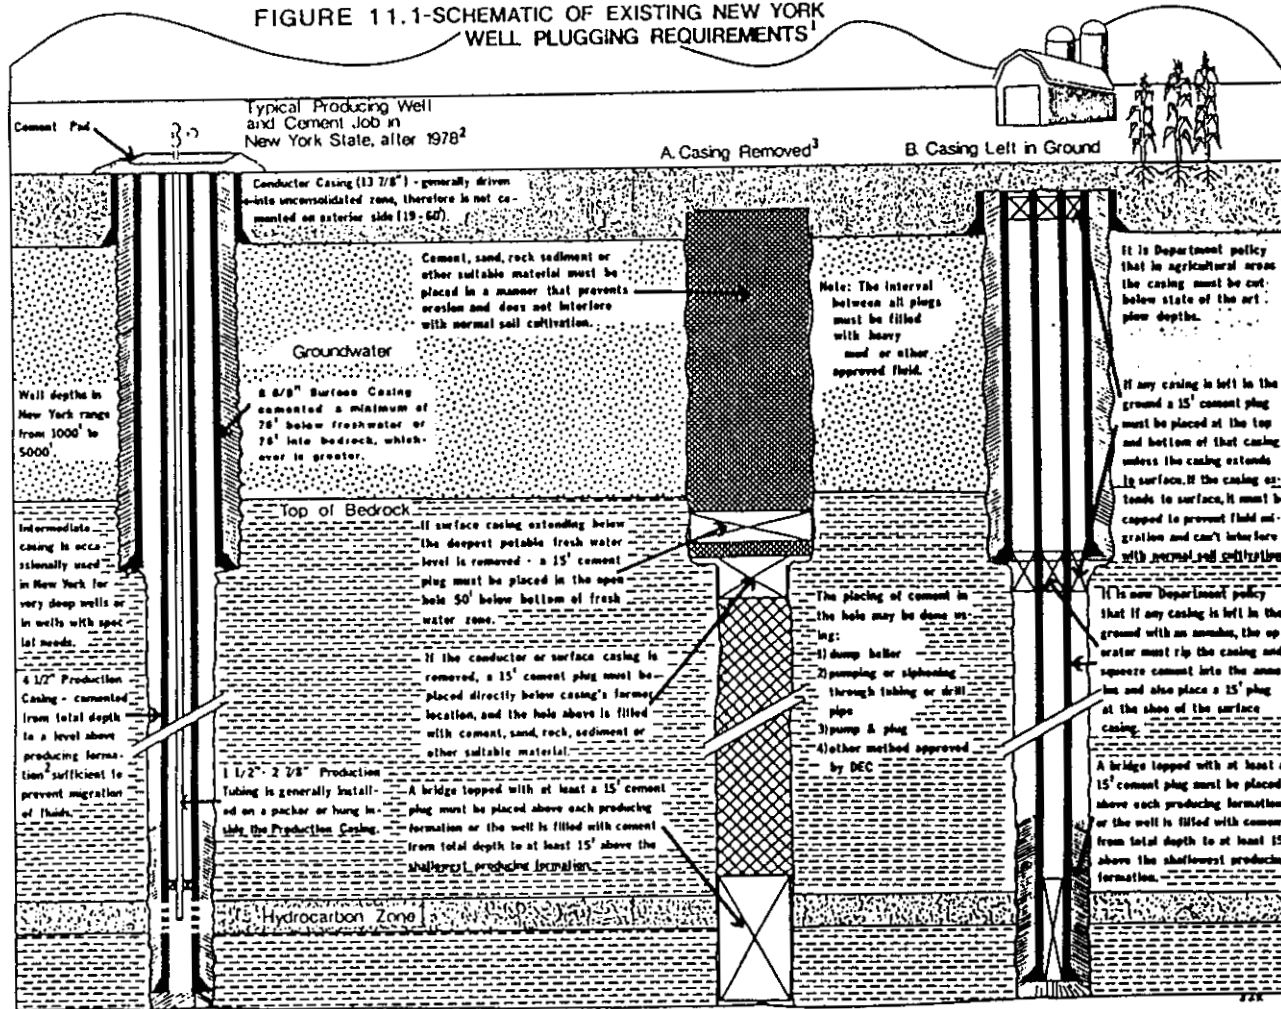 FIGURE 11.1-SCHEMATIC OF EXISTING NEW YORK
WELL PLUGGING REQUIREMENTS¹
Typical Producing Well
and Cement Job in
New York State, after 1978²
Cement Pad
A. Casing Removed³
B. Casing Left in Ground
Conductor Casing (13 7/8") - generally driven
into unconsolidated zone, therefore is not ce-
mented on exterior side (19-60').
Cement, sand, rock sediment or
other suitable material must be
placed in a manner that prevents
erosion and does not interfere
with normal soil cultivation.
Note: The interval
between all plugs
must be filled
with heavy
mud or other
approved fluid.
It is Department policy
that in agricultural areas
the casing must be cut
below state of the art
plow depths.
Groundwater
8 5/8" Surface Casing
cemented a minimum of
75' below freshwater or
75' into bedrock, which-
ever is greater.
Well depths in
New York range
from 1000' to
5000'.
If any casing is left in the
ground a 15' cement plug
must be placed at the top
and bottom of that casing
unless the casing extends
to surface. If the casing ex-
tends to surface, it must be
capped to prevent fluid mi-
gration and can't interfere
with normal soil cultivation
Top of Bedrock
Intermediate
casing is occa-
sionally used
in New York for
very deep wells or
in wells with spec-
ial needs.
If surface casing extending below
the deepest potable fresh water
level is removed - a 15' cement
plug must be placed in the open
hole 50' below bottom of fresh
water zone.
The placing of cement in
the hole may be done us-
ing:
1) dump bailer
2) pumping or siphoning
through tubing or drill
pipe
3) pump & plug
4) other method approved
by DEC
It is now Department policy
that if any casing is left in the
ground with an annulus, the op-
erator must rip the casing and
squeeze cement into the annu-
lus and also place a 15' plug
at the shoe of the surface
casing.
If the conductor or surface casing is
removed, a 15' cement plug must be
placed directly below casing's former
location, and the hole above is filled
with cement, sand, rock, sediment or
other suitable material.
4 1/2" Production
Casing - cemented
from total depth
to a level above
producing forma-
tion² sufficient to
prevent migration
of fluids.
1 1/2" - 2 7/8" Production
Tubing is generally install-
ed on a packer or hung in-
side the Production Casing.
A bridge topped with at least a 15' cement
plug must be placed above each producing
formation or the well is filled with cement
from total depth to at least 15' above the
shallowest producing formation.
A bridge topped with at least a
15' cement plug must be placed
above each producing formation
or the well is filled with cement
from total depth to at least 15'
above the shallowest producing
formation.
Hydrocarbon Zone